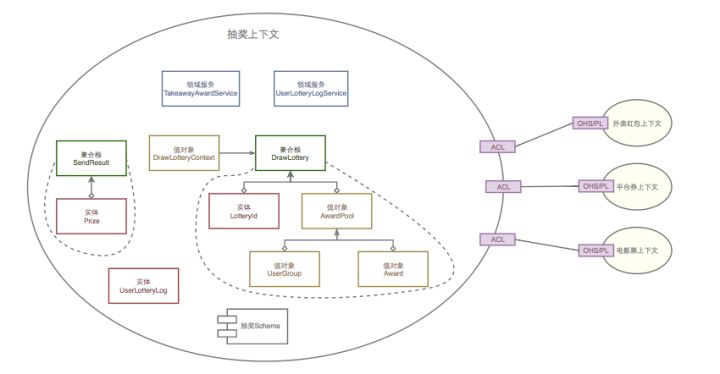 抽奖上下文
领域服务
TakeawayAwardService
领域服务
UserLotteryLogService
聚合根
SendResult
值对象
DrawLotteryContext
聚合根
DrawLottery
实体
Prize
实体
LotteryId
值对象
AwardPool
值对象
UserGroup
值对象
Award
实体
UserLotteryLog
抽奖Schema
ACL
OHS/PL
外卖红包上下文
ACL
OHS/PL
平台券上下文
ACL
OHS/PL
电影票上下文